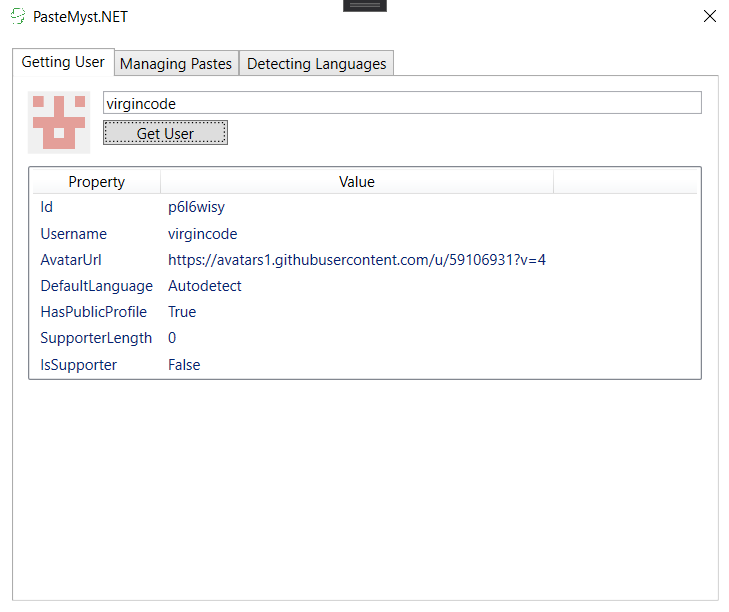 PasteMyst.NET
Getting User Managing Pastes Detecting Languages
virgincode
Get User
Property Value
Id p6l6wisy
Username virgincode
AvatarUrl https://avatars1.githubusercontent.com/u/59106931?v=4
DefaultLanguage Autodetect
HasPublicProfile True
SupporterLength 0
IsSupporter False